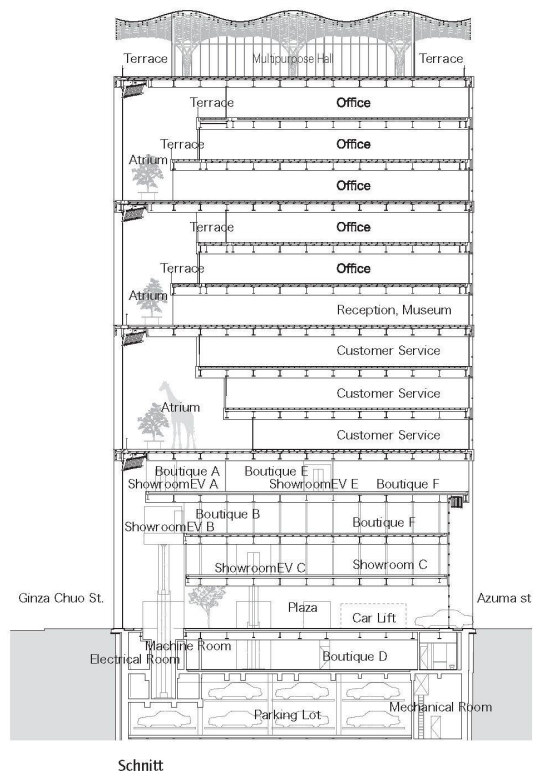 Terrace Multipurpose Hall Terrace
Terrace Office
Terrace Office
Atrium
Office
Terrace Office
Terrace Office
Atrium
Reception, Museum
Customer Service
Customer Service
Atrium
Customer Service
Boutique A Boutique E
ShowroomEV A ShowroomEV E Boutique F
Boutique B
ShowroomEV B Boutique F
ShowroomEV C Showroom C
Ginza Chuo St. Plaza Azuma st
Car Lift
Machine Room
Electrical Room Boutique D
Parking Lot Mechanical Room
Schnitt